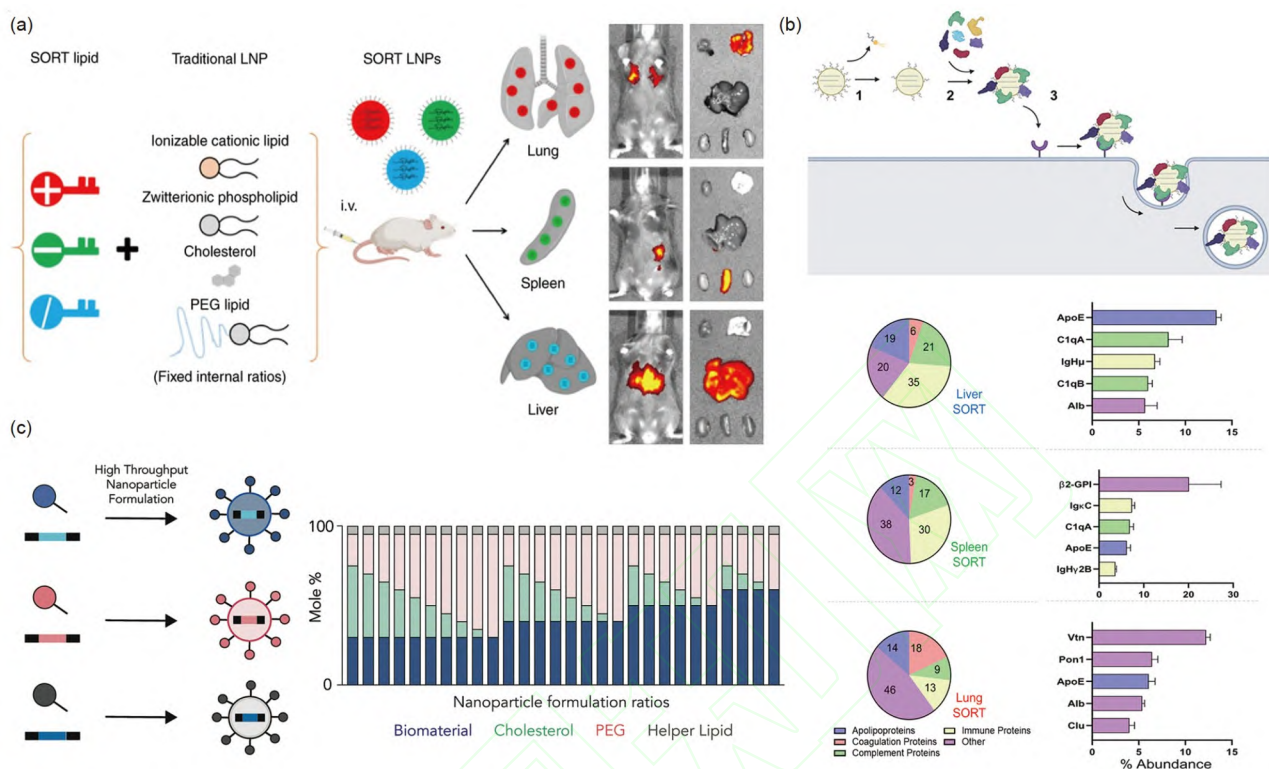 (a)
SORT lipid
Traditional LNP
SORT LNPs
Ionizable cationic lipid
Zwitterionic phospholipid
Cholesterol
PEG lipid
(Fixed internal ratios)
i.v.
Lung
Spleen
Liver
(b)
1
2
3
19
6
21
35
20
Liver
SORT
ApoE
C1qA
IgHμ
C1qB
Alb
0
5
10
15
12
3
17
30
38
Spleen
SORT
β2-GPI
IgκC
C1qA
ApoE
IgHγ2B
0
10
20
30
14
18
9
13
46
Lung
SORT
Vtn
Pon1
ApoE
Alb
Clu
0
5
10
15
% Abundance
Apolipoproteins
Coagulation Proteins
Complement Proteins
Immune Proteins
Other
(c)
High Throughput
Nanoparticle
Formulation
100
Mole %
0
Nanoparticle formulation ratios
Biomaterial
Cholesterol
PEG
Helper Lipid